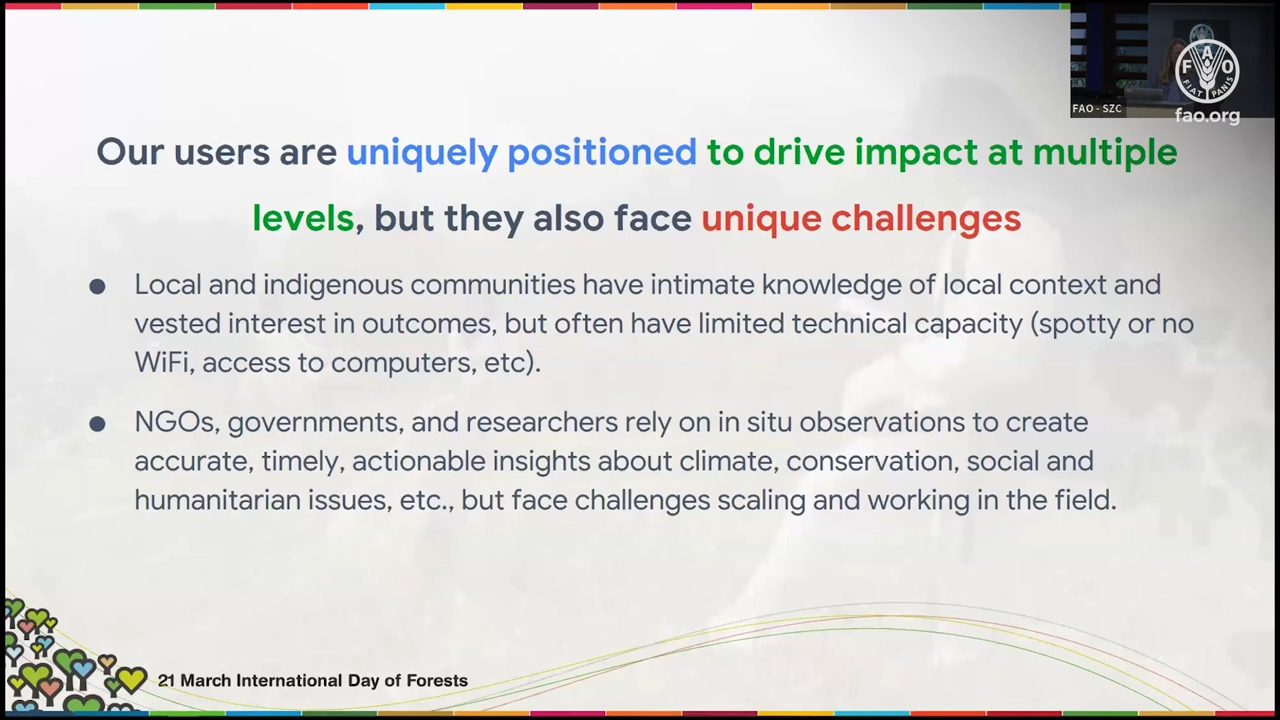 FAO
FIAT PANIS
FAO - SZC
fao.org
Our users are uniquely positioned to drive impact at multiple
levels, but they also face unique challenges
● Local and indigenous communities have intimate knowledge of local context and
vested interest in outcomes, but often have limited technical capacity (spotty or no
WiFi, access to computers, etc).
● NGOs, governments, and researchers rely on in situ observations to create
accurate, timely, actionable insights about climate, conservation, social and
humanitarian issues, etc., but face challenges scaling and working in the field.
21 March International Day of Forests